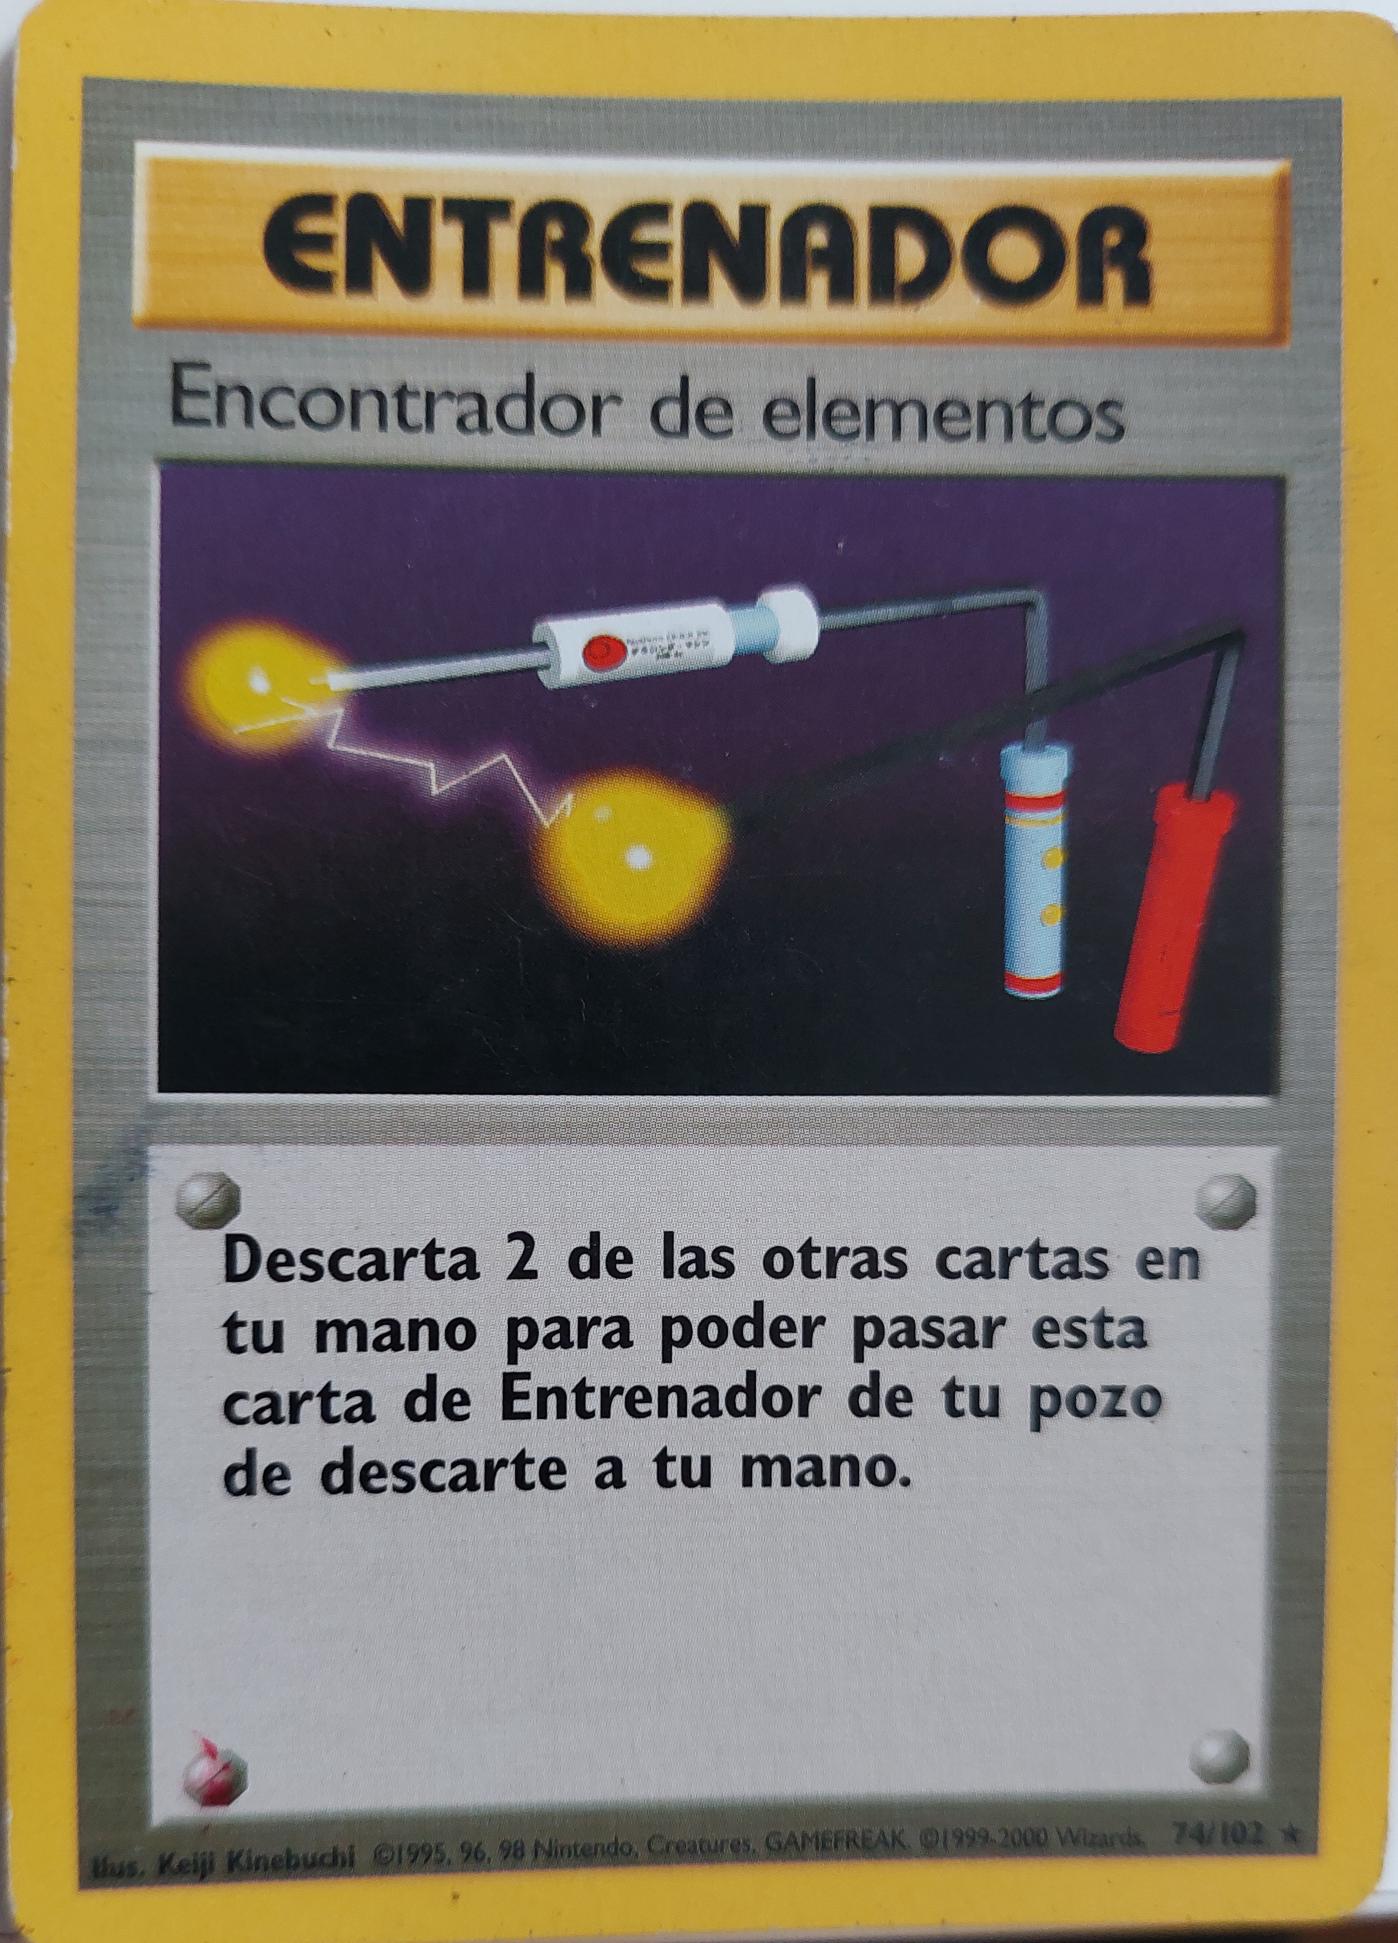 ENTRENADOR
Encontrador de elementos
Descarta 2 de las otras cartas en
tu mano para poder pasar esta
carta de Entrenador de tu pozo
de descarte a tu mano.
Ilus. Keiji Kinebuchi ©1995, 96, 98 Nintendo, Creatures, GAMEFREAK. ©1999-2000 Wizards. 74/102 ★